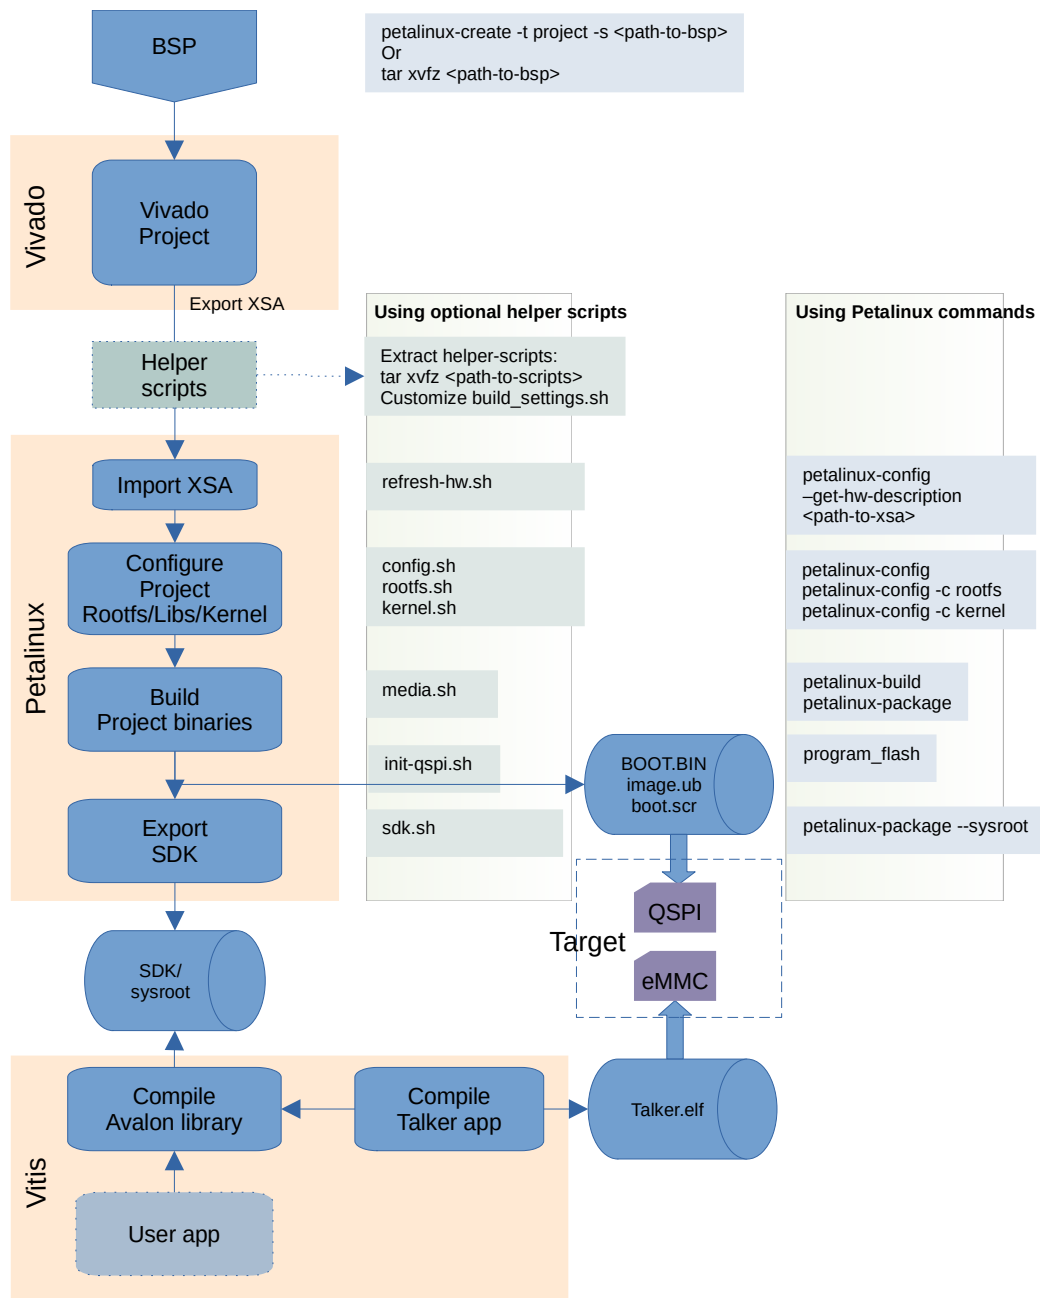 BSP
petalinux-create -t project -s <path-to-bsp>
Or
tar xvfz <path-to-bsp>
Vivado
Vivado
Project
Export XSA
Using optional helper scripts
Using Petalinux commands
Helper
scripts
Extract helper-scripts:
tar xvfz <path-to-scripts>
Customize build_settings.sh
Petalinux
Import XSA
refresh-hw.sh
petalinux-config
–get-hw-description
<path-to-xsa>
Configure
Project
Rootfs/Libs/Kernel
config.sh
rootfs.sh
kernel.sh
petalinux-config
petalinux-config -c rootfs
petalinux-config -c kernel
Build
Project binaries
media.sh
petalinux-build
petalinux-package
init-qspi.sh
BOOT.BIN
image.ub
boot.scr
program_flash
Export
SDK
sdk.sh
petalinux-package --sysroot
QSPI
Target
eMMC
SDK/
sysroot
Vitis
Compile
Avalon library
Compile
Talker app
Talker.elf
User app